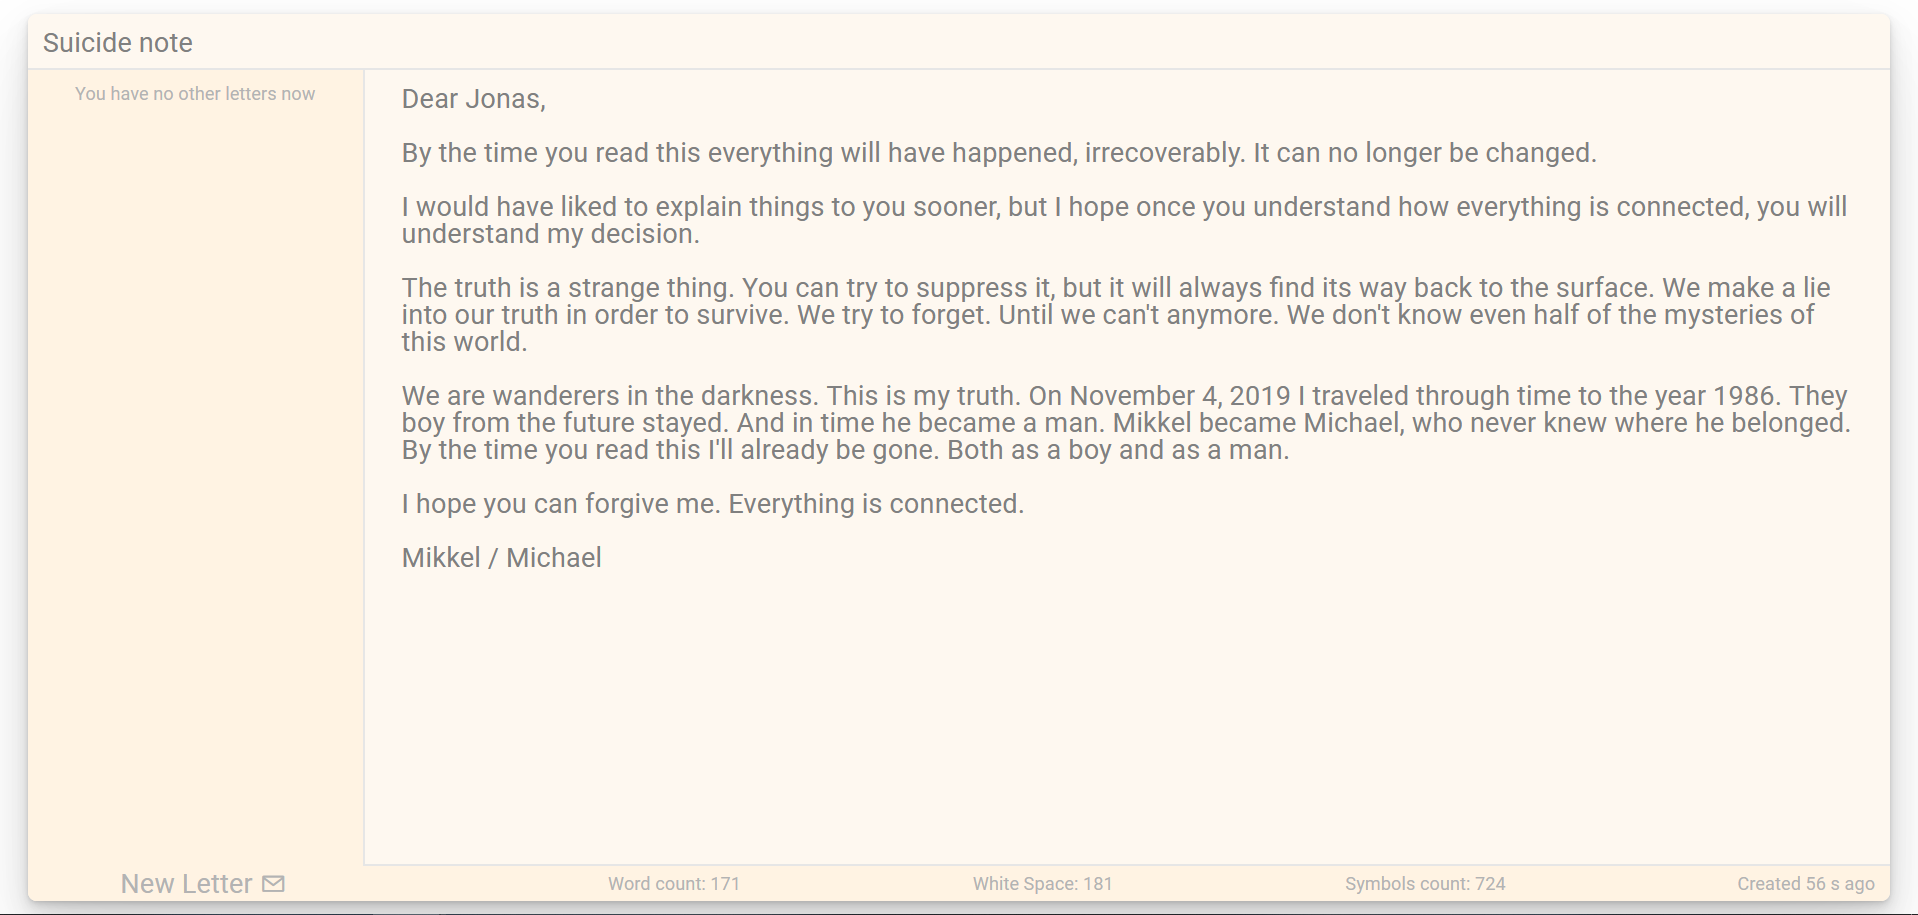 Suicide note
You have no other letters now
Dear Jonas,
By the time you read this everything will have happened, irrecoverably. It can no longer be changed.
I would have liked to explain things to you sooner, but I hope once you understand how everything is connected, you will
understand my decision.
The truth is a strange thing. You can try to suppress it, but it will always find its way back to the surface. We make a lie
into our truth in order to survive. We try to forget. Until we can't anymore. We don't know even half of the mysteries of
this world.
We are wanderers in the darkness. This is my truth. On November 4, 2019 I traveled through time to the year 1986. They
boy from the future stayed. And in time he became a man. Mikkel became Michael, who never knew where he belonged.
By the time you read this I'll already be gone. Both as a boy and as a man.
I hope you can forgive me. Everything is connected.
Mikkel / Michael
New Letter
Word count: 171
White Space: 181
Symbols count: 724
Created 56 s ago